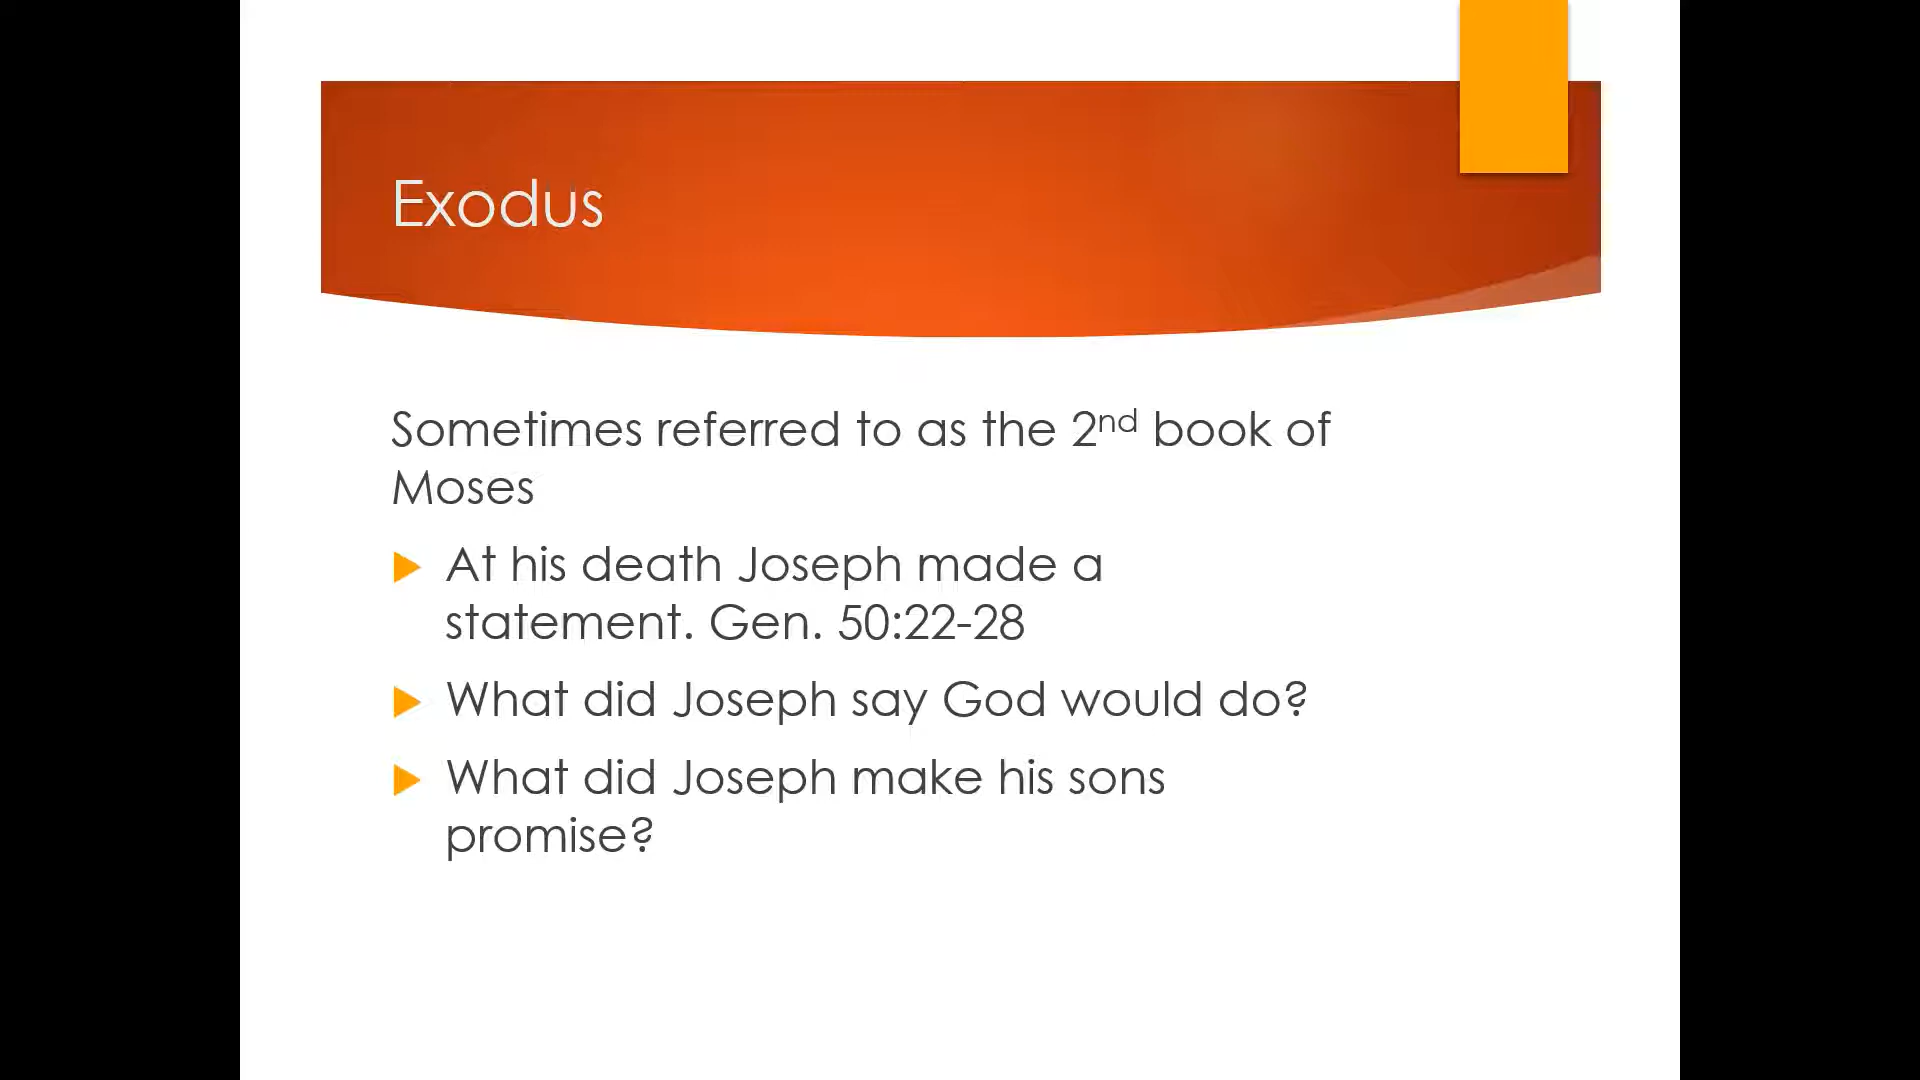 Exodus
Sometimes referred to as the 2nd book of
Moses
At his death Joseph made a
statement. Gen. 50:22-28
What did Joseph say God would do?
What did Joseph make his sons
promise?